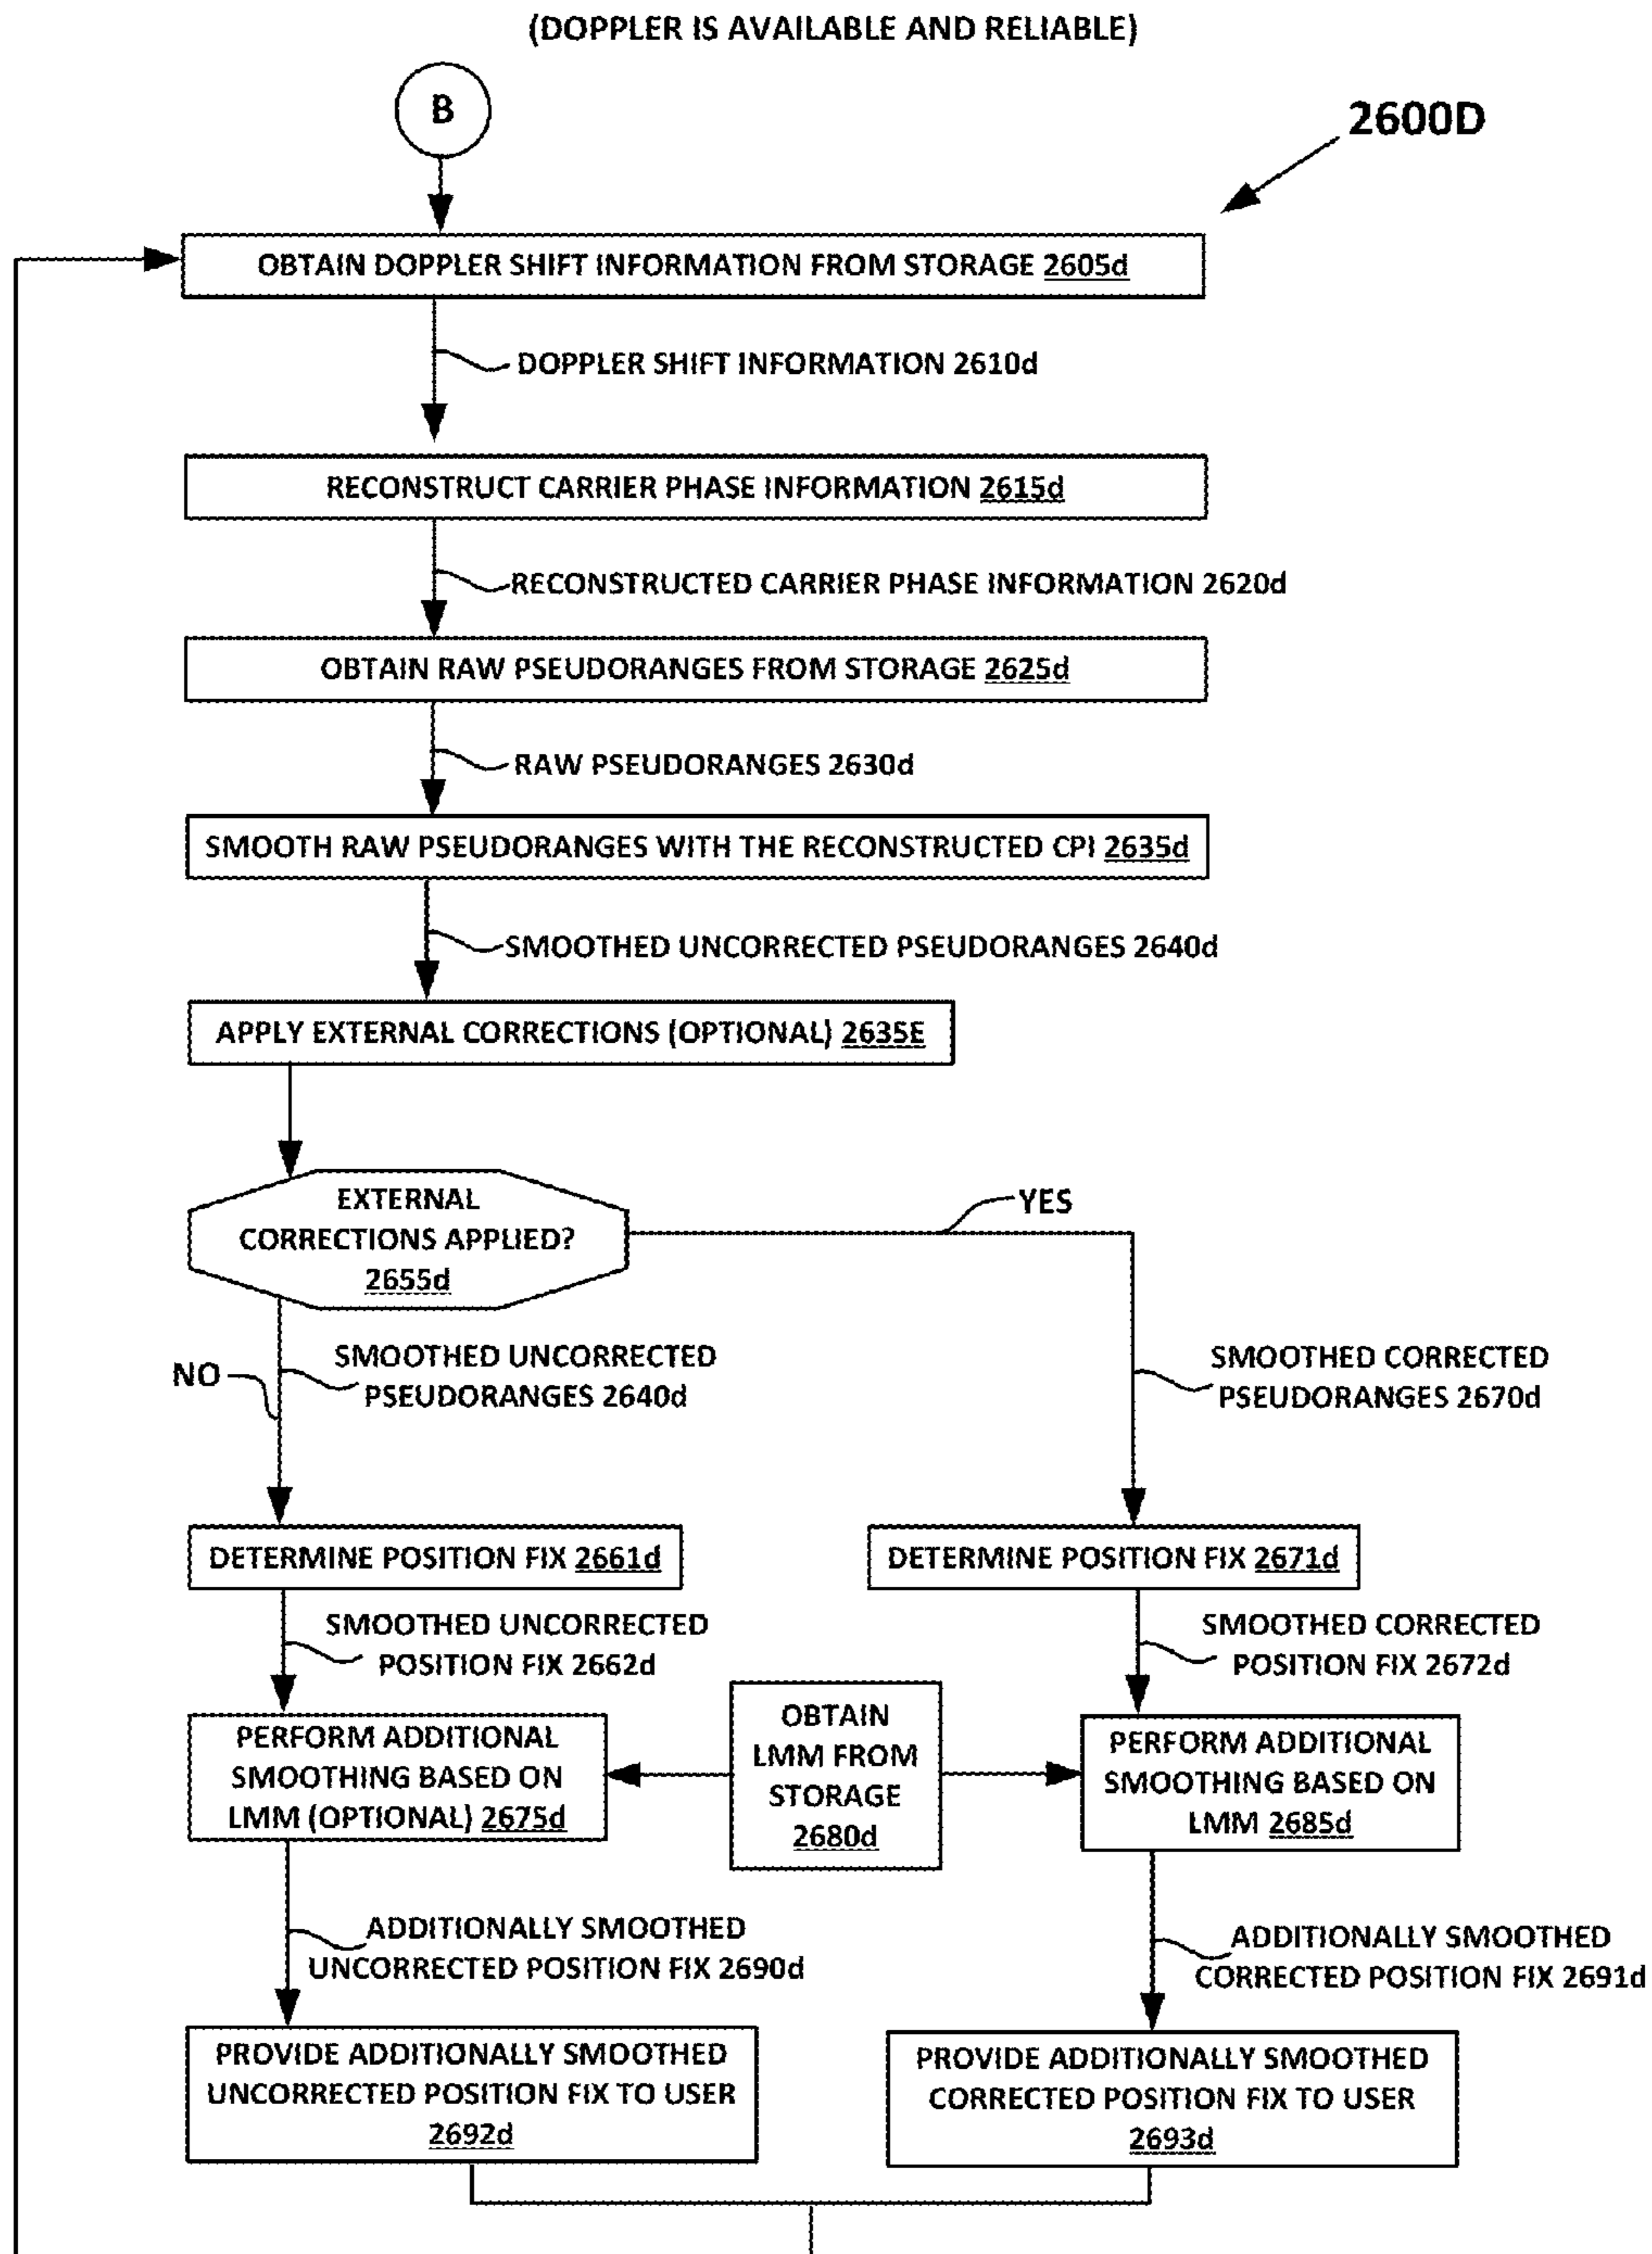 (DOPPLER IS AVAILABLE AND RELIABLE)
B
2600D
OBTAIN DOPPLER SHIFT INFORMATION FROM STORAGE 2605d
DOPPLER SHIFT INFORMATION 2610d
RECONSTRUCT CARRIER PHASE INFORMATION 2615d
RECONSTRUCTED CARRIER PHASE INFORMATION 2620d
OBTAIN RAW PSEUDORANGES FROM STORAGE 2625d
RAW PSEUDORANGES 2630d
SMOOTH RAW PSEUDORANGES WITH THE RECONSTRUCTED CPI 2635d
SMOOTHED UNCORRECTED PSEUDORANGES 2640d
APPLY EXTERNAL CORRECTIONS (OPTIONAL) 2635E
EXTERNAL
CORRECTIONS APPLIED?
2655d
YES
NO
SMOOTHED UNCORRECTED
PSEUDORANGES 2640d
SMOOTHED CORRECTED
PSEUDORANGES 2670d
DETERMINE POSITION FIX 2661d
DETERMINE POSITION FIX 2671d
SMOOTHED UNCORRECTED
POSITION FIX 2662d
SMOOTHED CORRECTED
POSITION FIX 2672d
PERFORM ADDITIONAL
SMOOTHING BASED ON
LMM (OPTIONAL) 2675d
OBTAIN
LMM FROM
STORAGE
2680d
PERFORM ADDITIONAL
SMOOTHING BASED ON
LMM 2685d
ADDITIONALLY SMOOTHED
UNCORRECTED POSITION FIX 2690d
ADDITIONALLY SMOOTHED
CORRECTED POSITION FIX 2691d
PROVIDE ADDITIONALLY SMOOTHED
UNCORRECTED POSITION FIX TO USER
2692d
PROVIDE ADDITIONALLY SMOOTHED
CORRECTED POSITION FIX TO USER
2693d